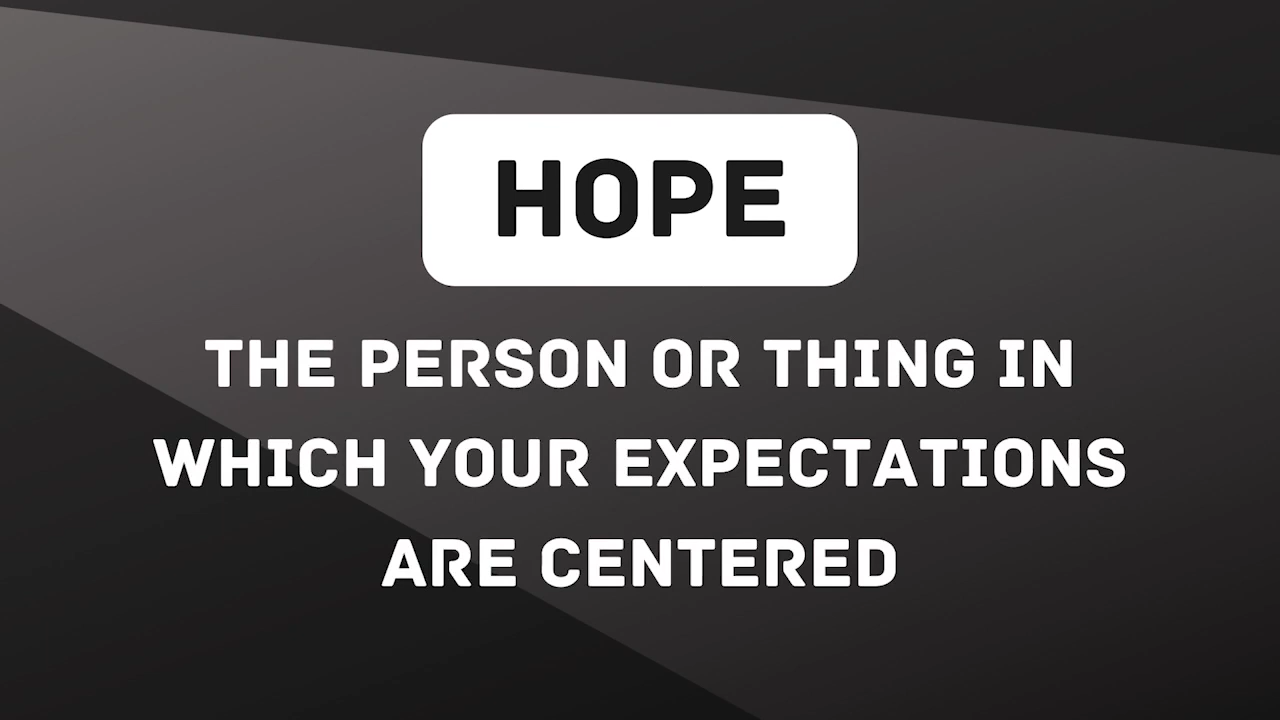 HOPE
THE PERSON OR THING IN
WHICH YOUR EXPECTATIONS
ARE CENTERED